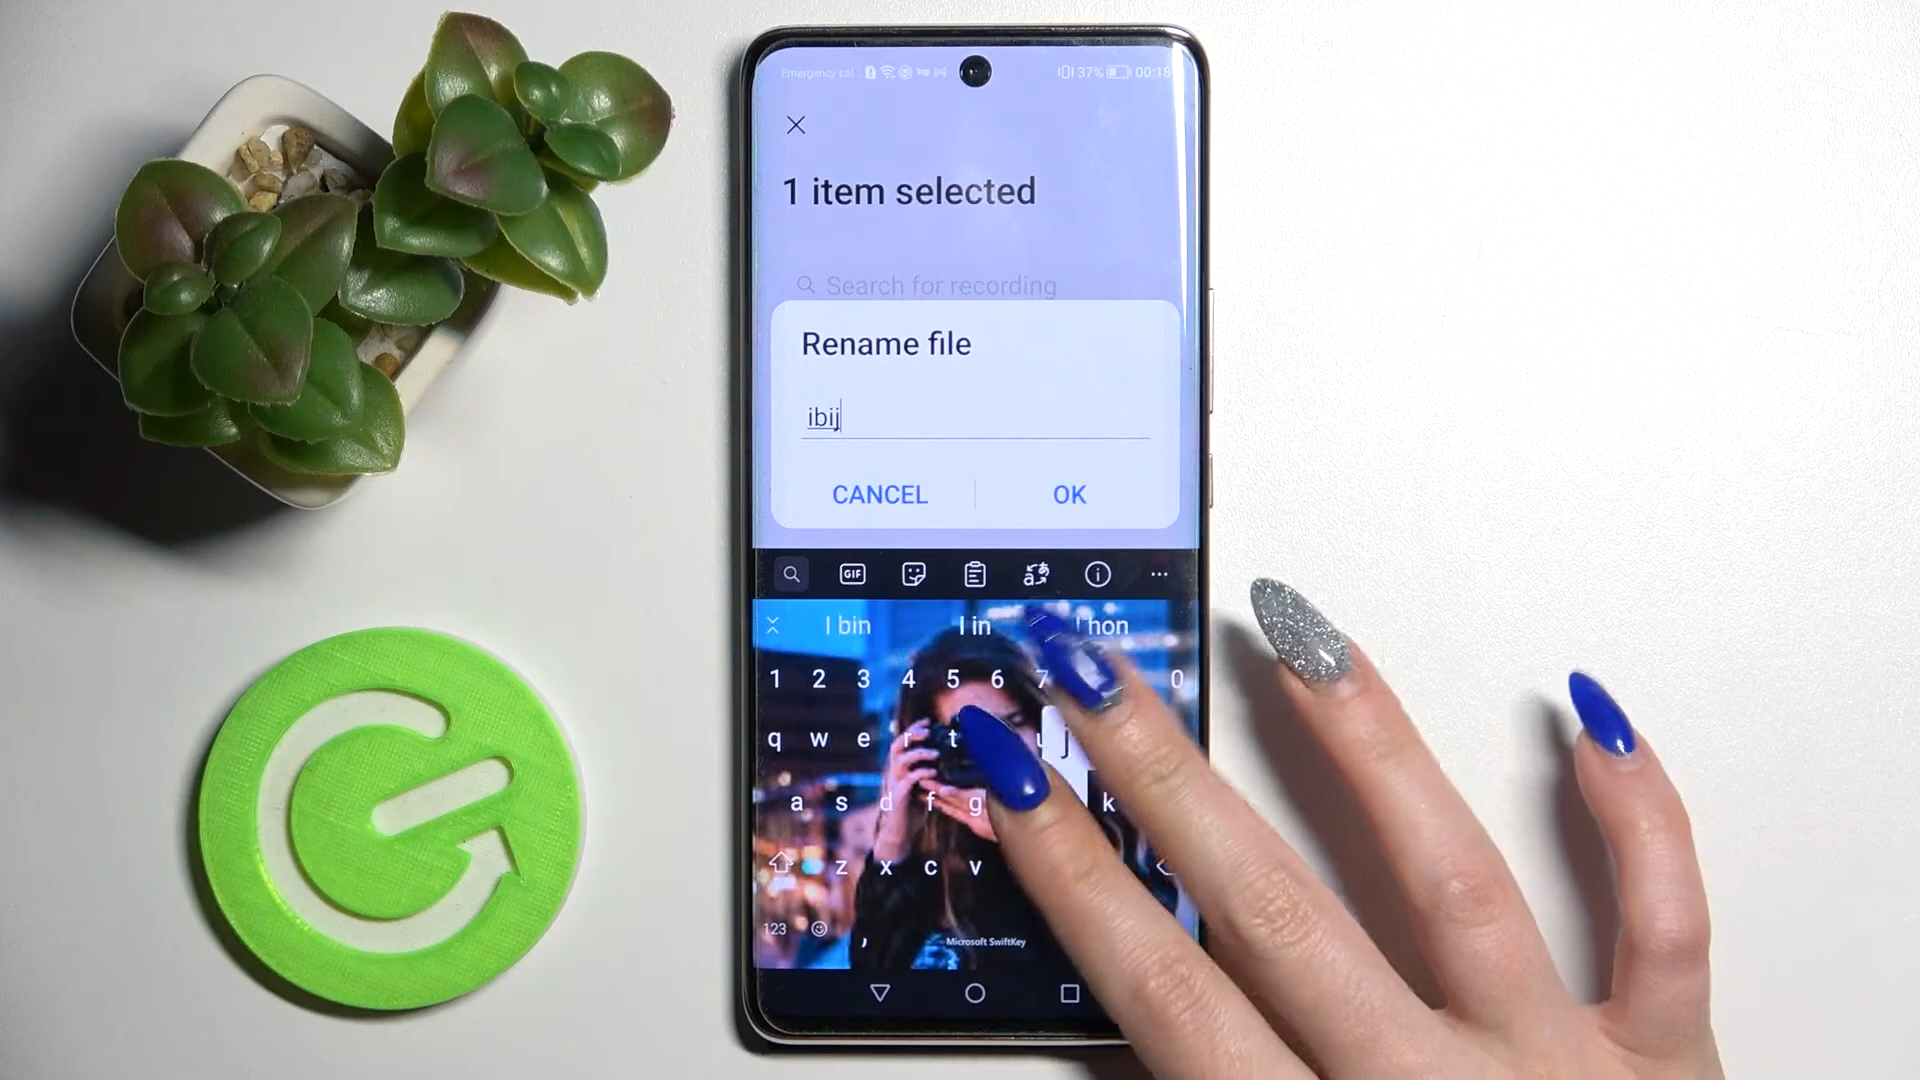 Emergency cal... 37% 00:18
1 item selected
Search for recording
Rename file
ibij
CANCEL OK
GIF
I bin I in hon
1 2 3 4 5 6 7 0
q w e r t u j
a s d f g k
z x c v
123 , Microsoft SwiftKey